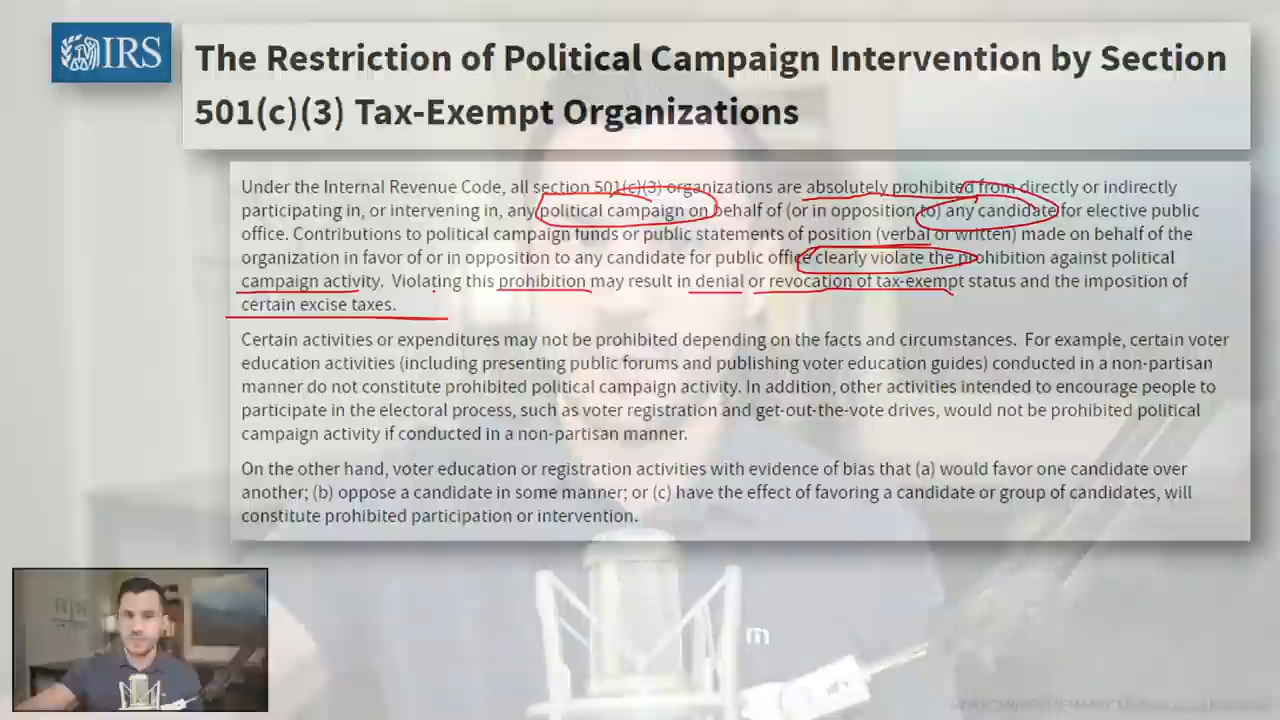 IRS
The Restriction of Political Campaign Intervention by Section
501(c)(3) Tax-Exempt Organizations
Under the Internal Revenue Code, all section 501(c)(3) organizations are absolutely prohibited from directly or indirectly
participating in, or intervening in, any political campaign on behalf of (or in opposition to) any candidate for elective public
office. Contributions to political campaign funds or public statements of position (verbal or written) made on behalf of the
organization in favor of or in opposition to any candidate for public office clearly violate the prohibition against political
campaign activity.  Violating this prohibition may result in denial or revocation of tax-exempt status and the imposition of
certain excise taxes.
Certain activities or expenditures may not be prohibited depending on the facts and circumstances.  For example, certain voter
education activities (including presenting public forums and publishing voter education guides) conducted in a non-partisan
manner do not constitute prohibited political campaign activity. In addition, other activities intended to encourage people to
participate in the electoral process, such as voter registration and get-out-the-vote drives, would not be prohibited political
campaign activity if conducted in a non-partisan manner.
On the other hand, voter education or registration activities with evidence of bias that (a) would favor one candidate over
another; (b) oppose a candidate in some manner; or (c) have the effect of favoring a candidate or group of candidates, will
constitute prohibited participation or intervention.
m